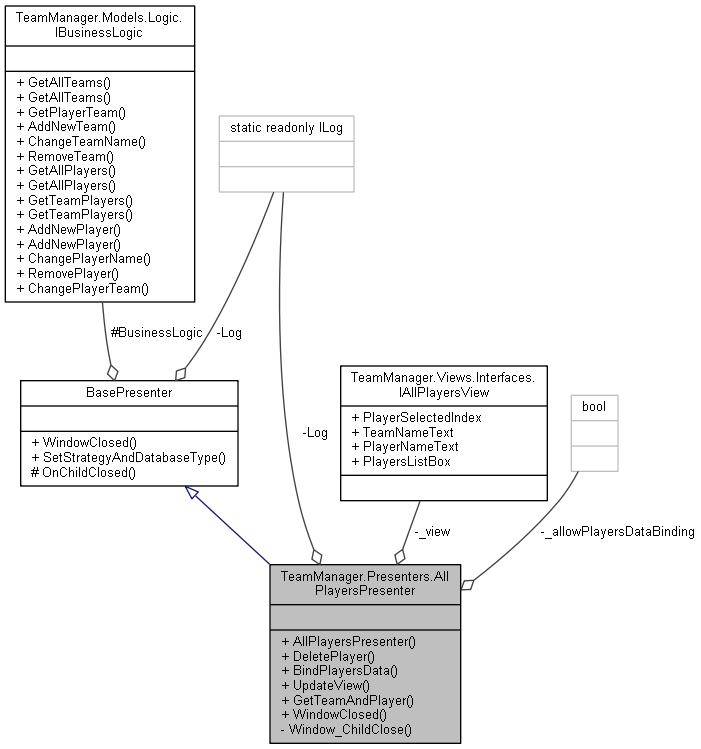 TeamManager.Models.Logic.
IBusinessLogic
+ GetAllTeams()
+ GetAllTeams()
+ GetPlayerTeam()
+ AddNewTeam()
+ ChangeTeamName()
+ RemoveTeam()
+ GetAllPlayers()
+ GetAllPlayers()
+ GetTeamPlayers()
+ GetTeamPlayers()
+ AddNewPlayer()
+ AddNewPlayer()
+ ChangePlayerName()
+ RemovePlayer()
+ ChangePlayerTeam()
static readonly ILog
#BusinessLogic
-Log
BasePresenter
+ WindowClosed()
+ SetStrategyAndDatabaseType()
# OnChildClosed()
-Log
TeamManager.Views.Interfaces.
IAllPlayersView
+ PlayerSelectedIndex
+ TeamNameText
+ PlayerNameText
+ PlayersListBox
bool
-_view
-_allowPlayersDataBinding
TeamManager.Presenters.All
PlayersPresenter
+ AllPlayersPresenter()
+ DeletePlayer()
+ BindPlayersData()
+ UpdateView()
+ GetTeamAndPlayer()
+ WindowClosed()
- Window_ChildClose()